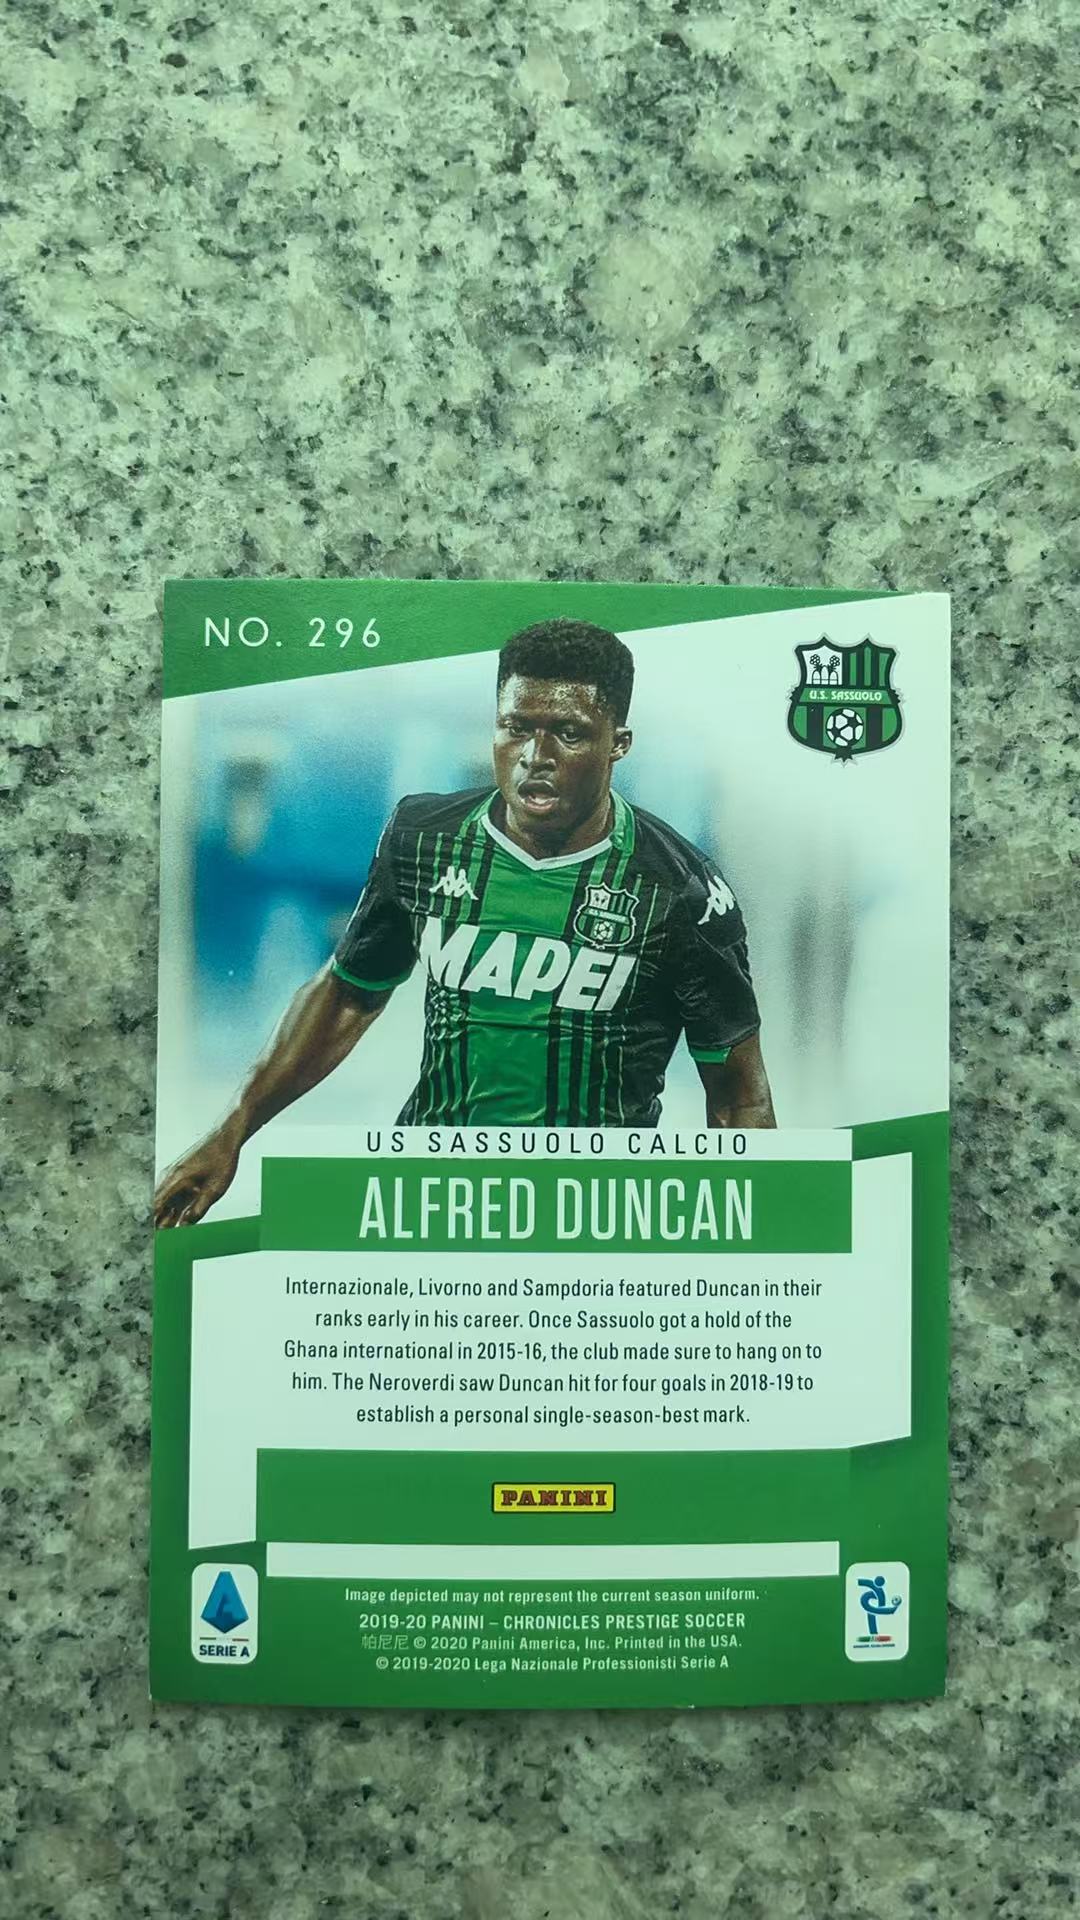 NO. 296
U.S. SASSUOLO
MAPEI
US SASSUOLO CALCIO
ALFRED DUNCAN
Internazionale, Livorno and Sampdoria featured Duncan in their
ranks early in his career. Once Sassuolo got a hold of the
Ghana international in 2015-16, the club made sure to hang on to
him. The Neroverdi saw Duncan hit for four goals in 2018-19 to
establish a personal single-season-best mark.
PANINI
Image depicted may not represent the current season uniform.
2019-20 PANINI – CHRONICLES PRESTIGE SOCCER
帕尼尼 © 2020 Panini America, Inc. Printed in the USA.
© 2019-2020 Lega Nazionale Professionisti Serie A
SERIE A